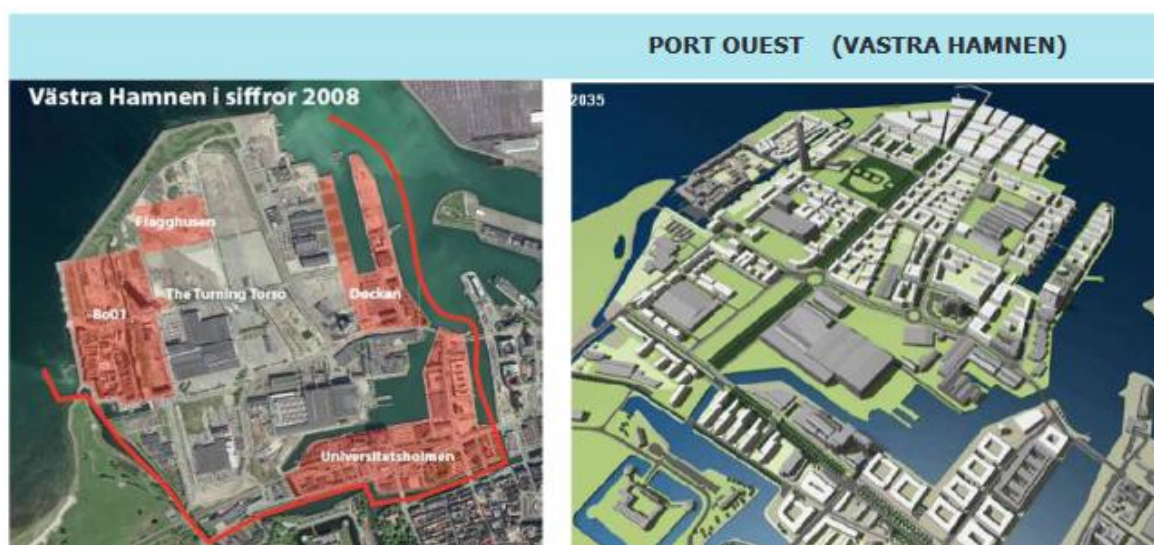 PORT OUEST (VASTRA HAMNEN)
Västra Hamnen i siffror 2008
Flagghusen
The Turning Torso
Bo01
Dockan
Universitetsholmen
2035